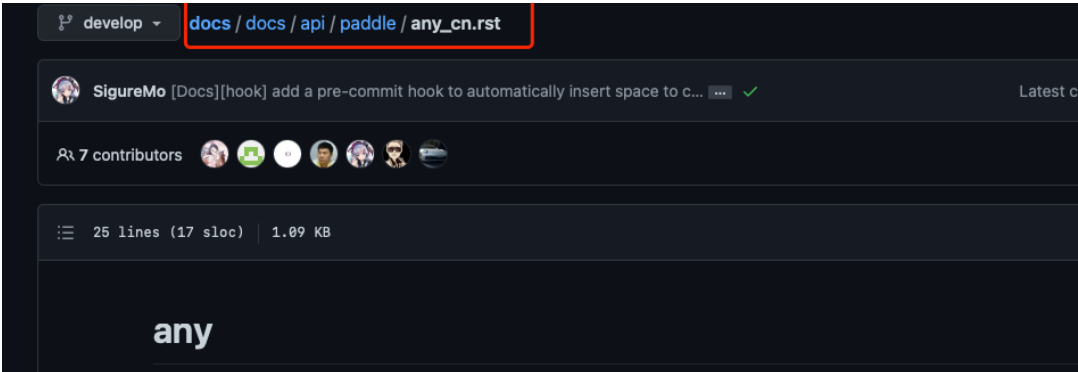 develop docs / docs / api / paddle / any_cn.rst
SigureMo [Docs][hook] add a pre-commit hook to automatically insert space to c... ... Latest c
7 contributors
25 lines (17 sloc) 1.09 KB
any